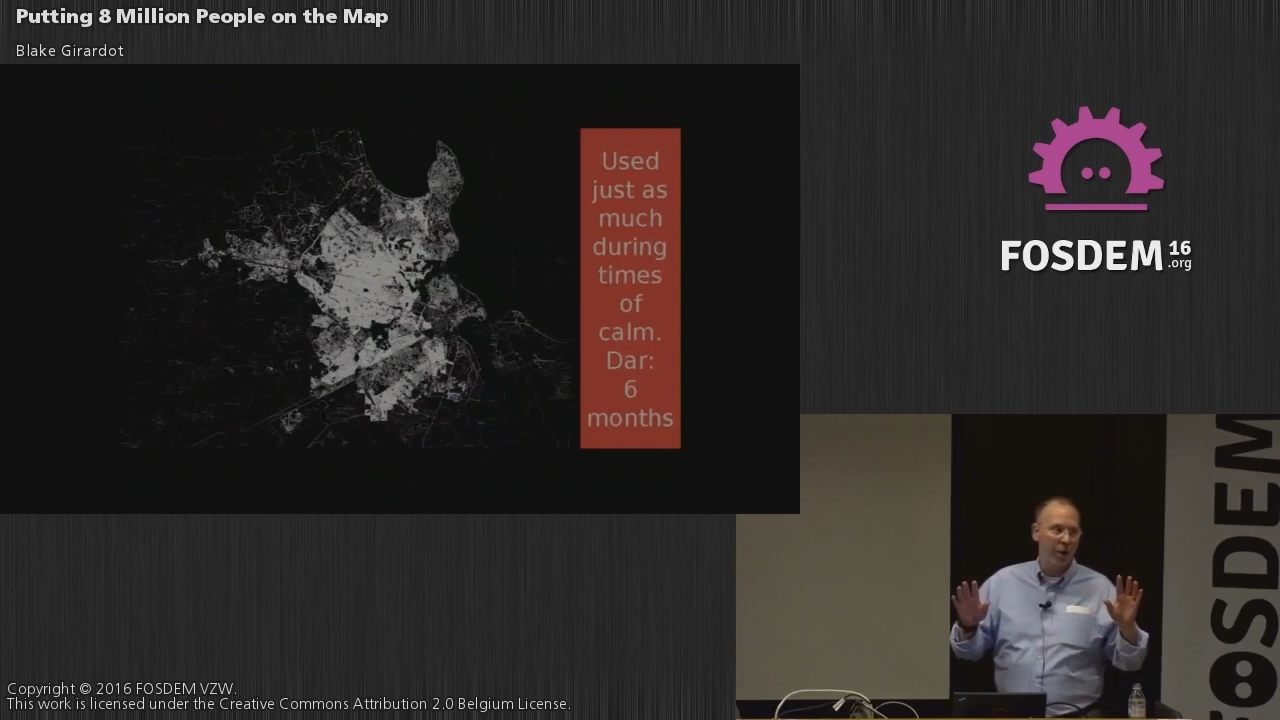 Putting 8 Million People on the Map
Blake Girardot
Used
just as
much
during
times
of
calm.
Dar:
6
months
FOSDEM 16
.org
FOSDEM
Copyright © 2016 FOSDEM VZW.
This work is licensed under the Creative Commons Attribution 2.0 Belgium License.